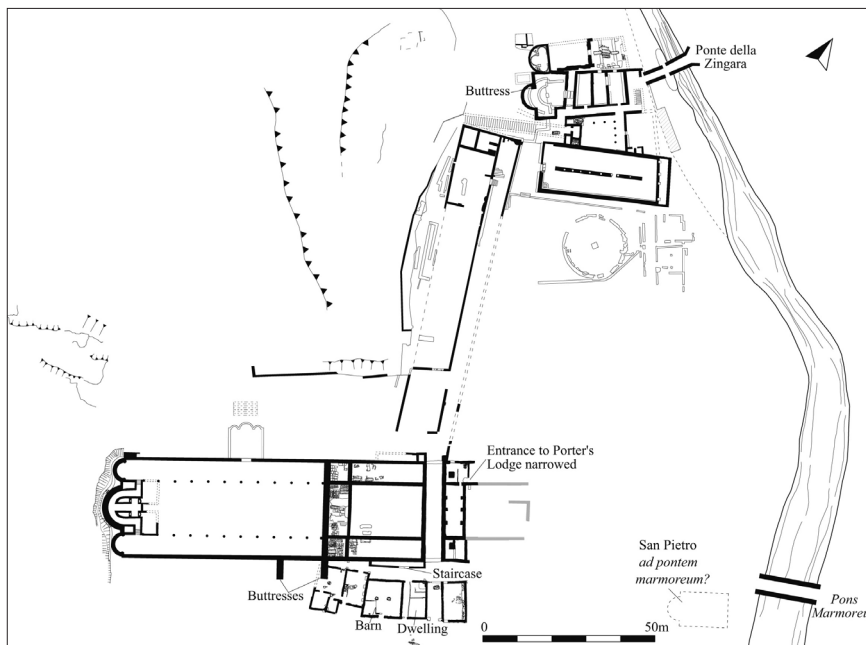 Ponte della
Zingara
Buttress
Entrance to Porter's
Lodge narrowed
Staircase
Buttresses
Barn
Dwelling
San Pietro
ad pontem
marmoreum?
Pons
Marmoreus
0
50m